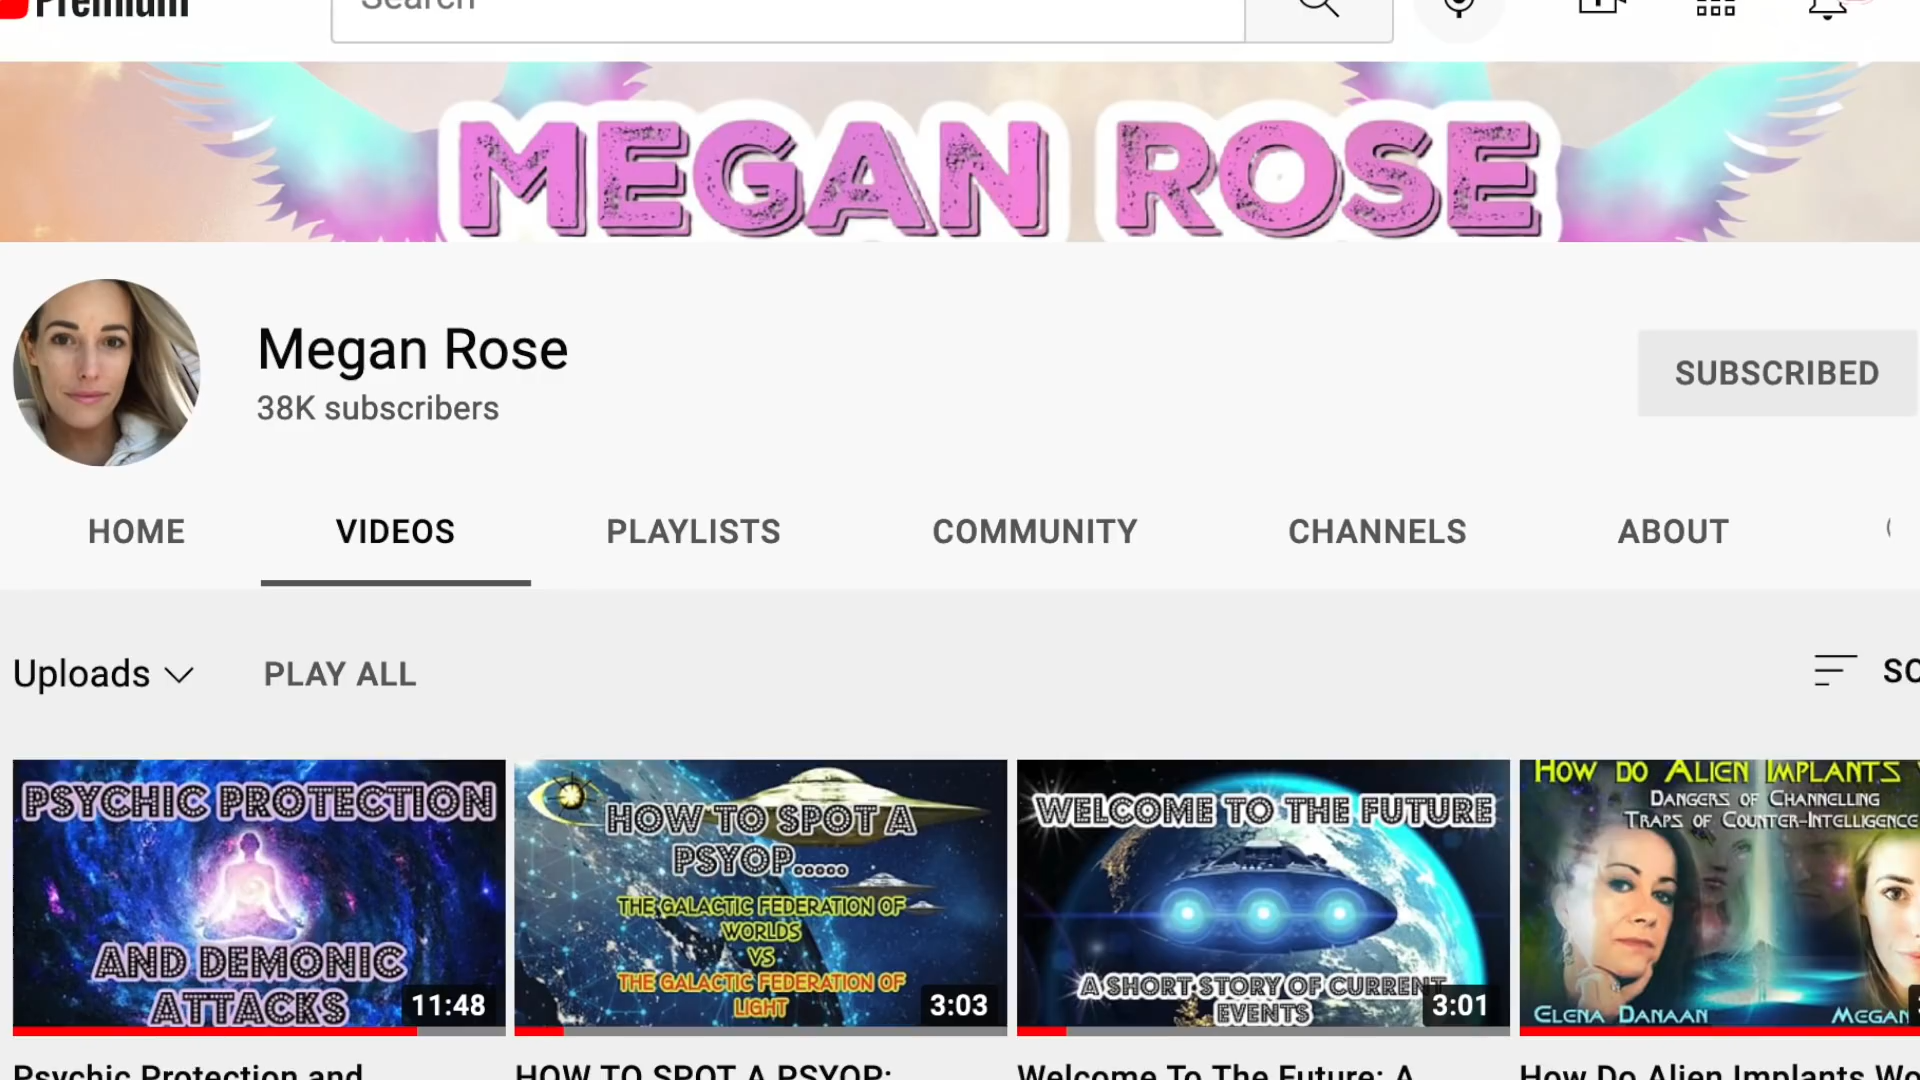 Premium
Search
MEGAN ROSE
Megan Rose
38K subscribers
SUBSCRIBED
HOME VIDEOS PLAYLISTS COMMUNITY CHANNELS ABOUT
Uploads PLAY ALL
PSYCHIC PROTECTION
AND DEMONIC
ATTACKS
11:48
HOW TO SPOT A
PSYOP.....
THE GALACTIC FEDERATION OF
WORLDS
VS
THE GALACTIC FEDERATION OF
LIGHT
3:03
WELCOME TO THE FUTURE
A SHORT STORY OF CURRENT
EVENTS
3:01
HOW DO ALIEN IMPLANTS
DANGERS OF CHANNELLING
TRAPS OF COUNTER-INTELLIGENCE
ELENA DANAAN MEGAN
Psychic Protection and
HOW TO SPOT A PSYOP:
Welcome To The Future: A
How Do Alien Implants Wo